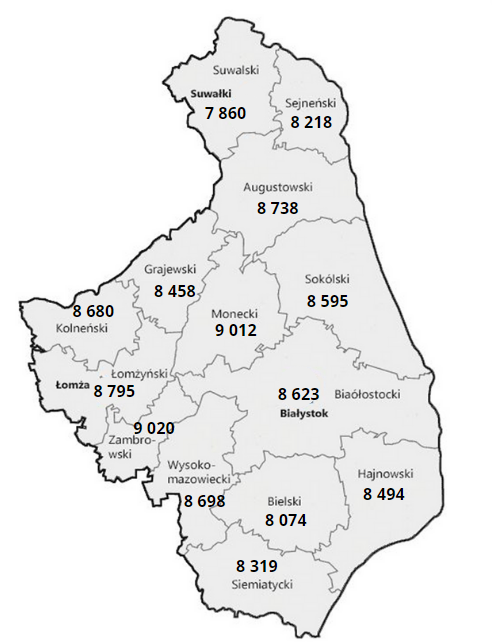 Suwalski
Suwałki
7 860
Sejneński
8 218
Augustowski
8 738
Grajewski
8 458
Sokólski
8 595
8 680
Kolneński
Monecki
9 012
Łomżyński
Łomża
8 795
8 623
Biaółostocki
Białystok
9 020
Zambro-
wski
Wysoko-
mazowiecki
8 698
Hajnowski
8 494
Bielski
8 074
8 319
Siemiatycki